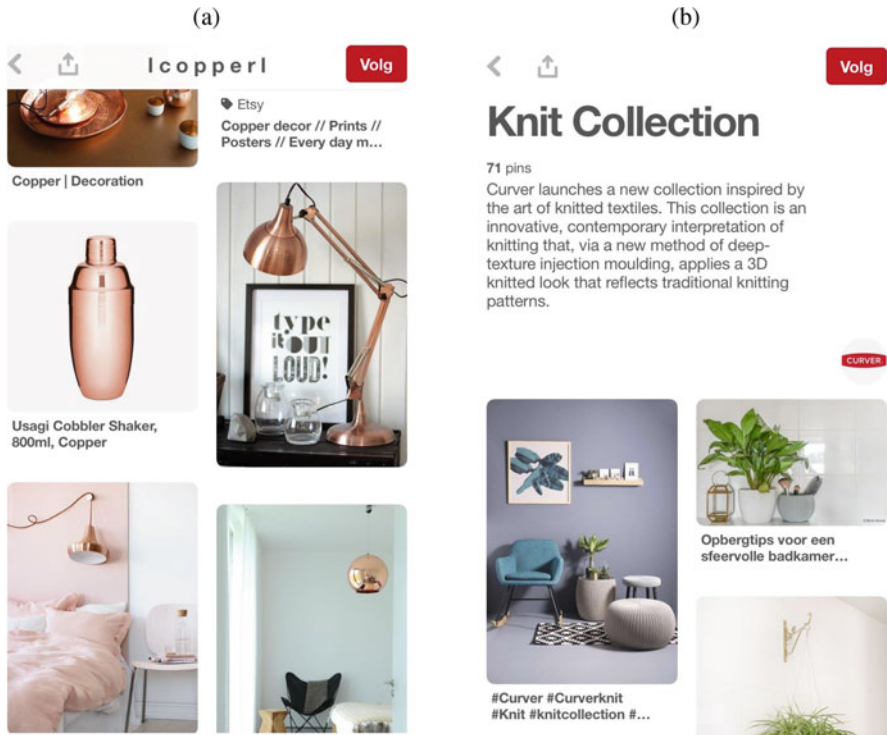 (a)
lcopperl
Volg
Etsy
Copper decor // Prints //
Posters // Every day m...
Copper | Decoration
type
it OUT
LOUD!
Usagi Cobbler Shaker,
800ml, Copper
(b)
Volg
Knit Collection
71 pins
Curver launches a new collection inspired by
the art of knitted textiles. This collection is an
innovative, contemporary interpretation of
knitting that, via a new method of deep-
texture injection moulding, applies a 3D
knitted look that reflects traditional knitting
patterns.
CURVER
#Curver #Curverknit
#Knit #knitcollection #...
Opbergtips voor een
sfeervolle badkamer...